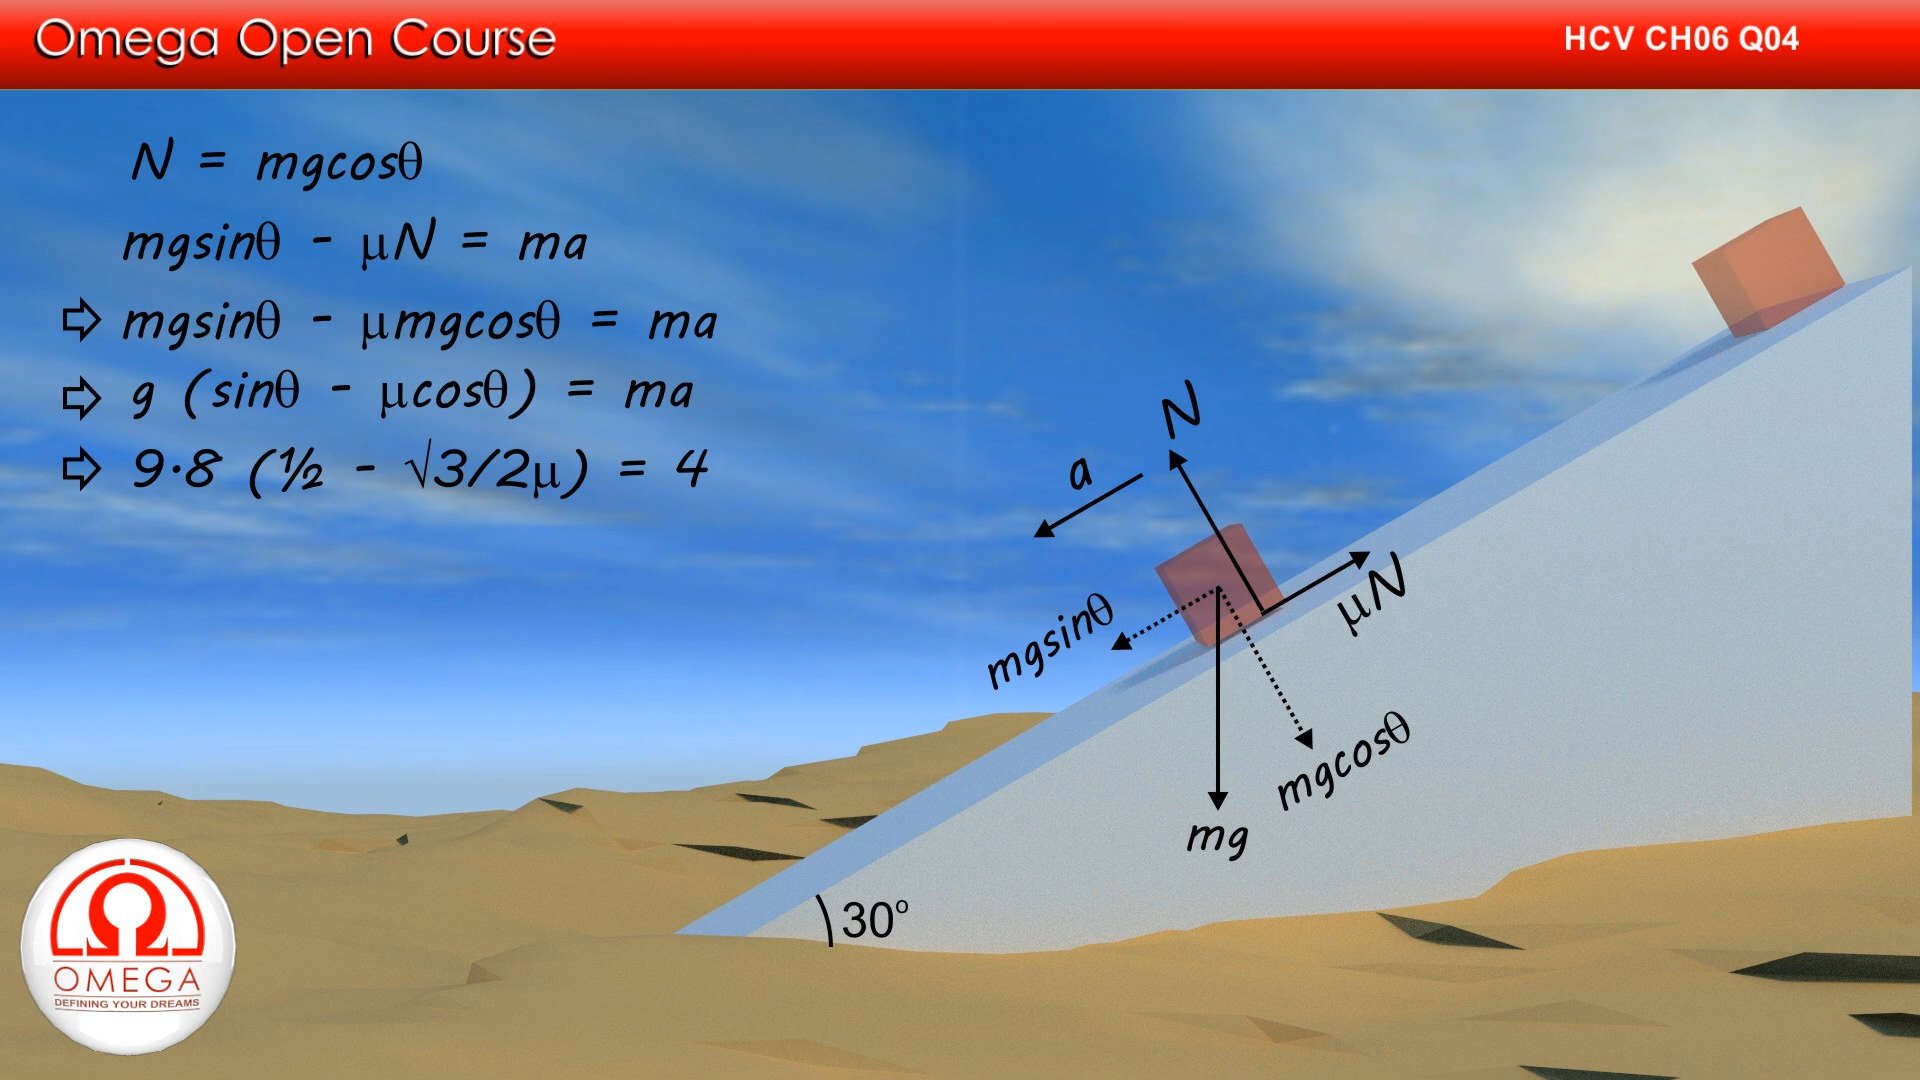 Omega Open Course
HCV CH06 Q04
N = mgcosθ
mgsinθ - μN = ma
⇨ mgsinθ - μmgcosθ = ma
⇨ g (sinθ - μcosθ) = ma
⇨ 9.8 (½ - √3/2μ) = 4
N
a
μN
mgsinθ
mgcosθ
mg
30°
Ω
OMEGA
DEFINING YOUR DREAMS